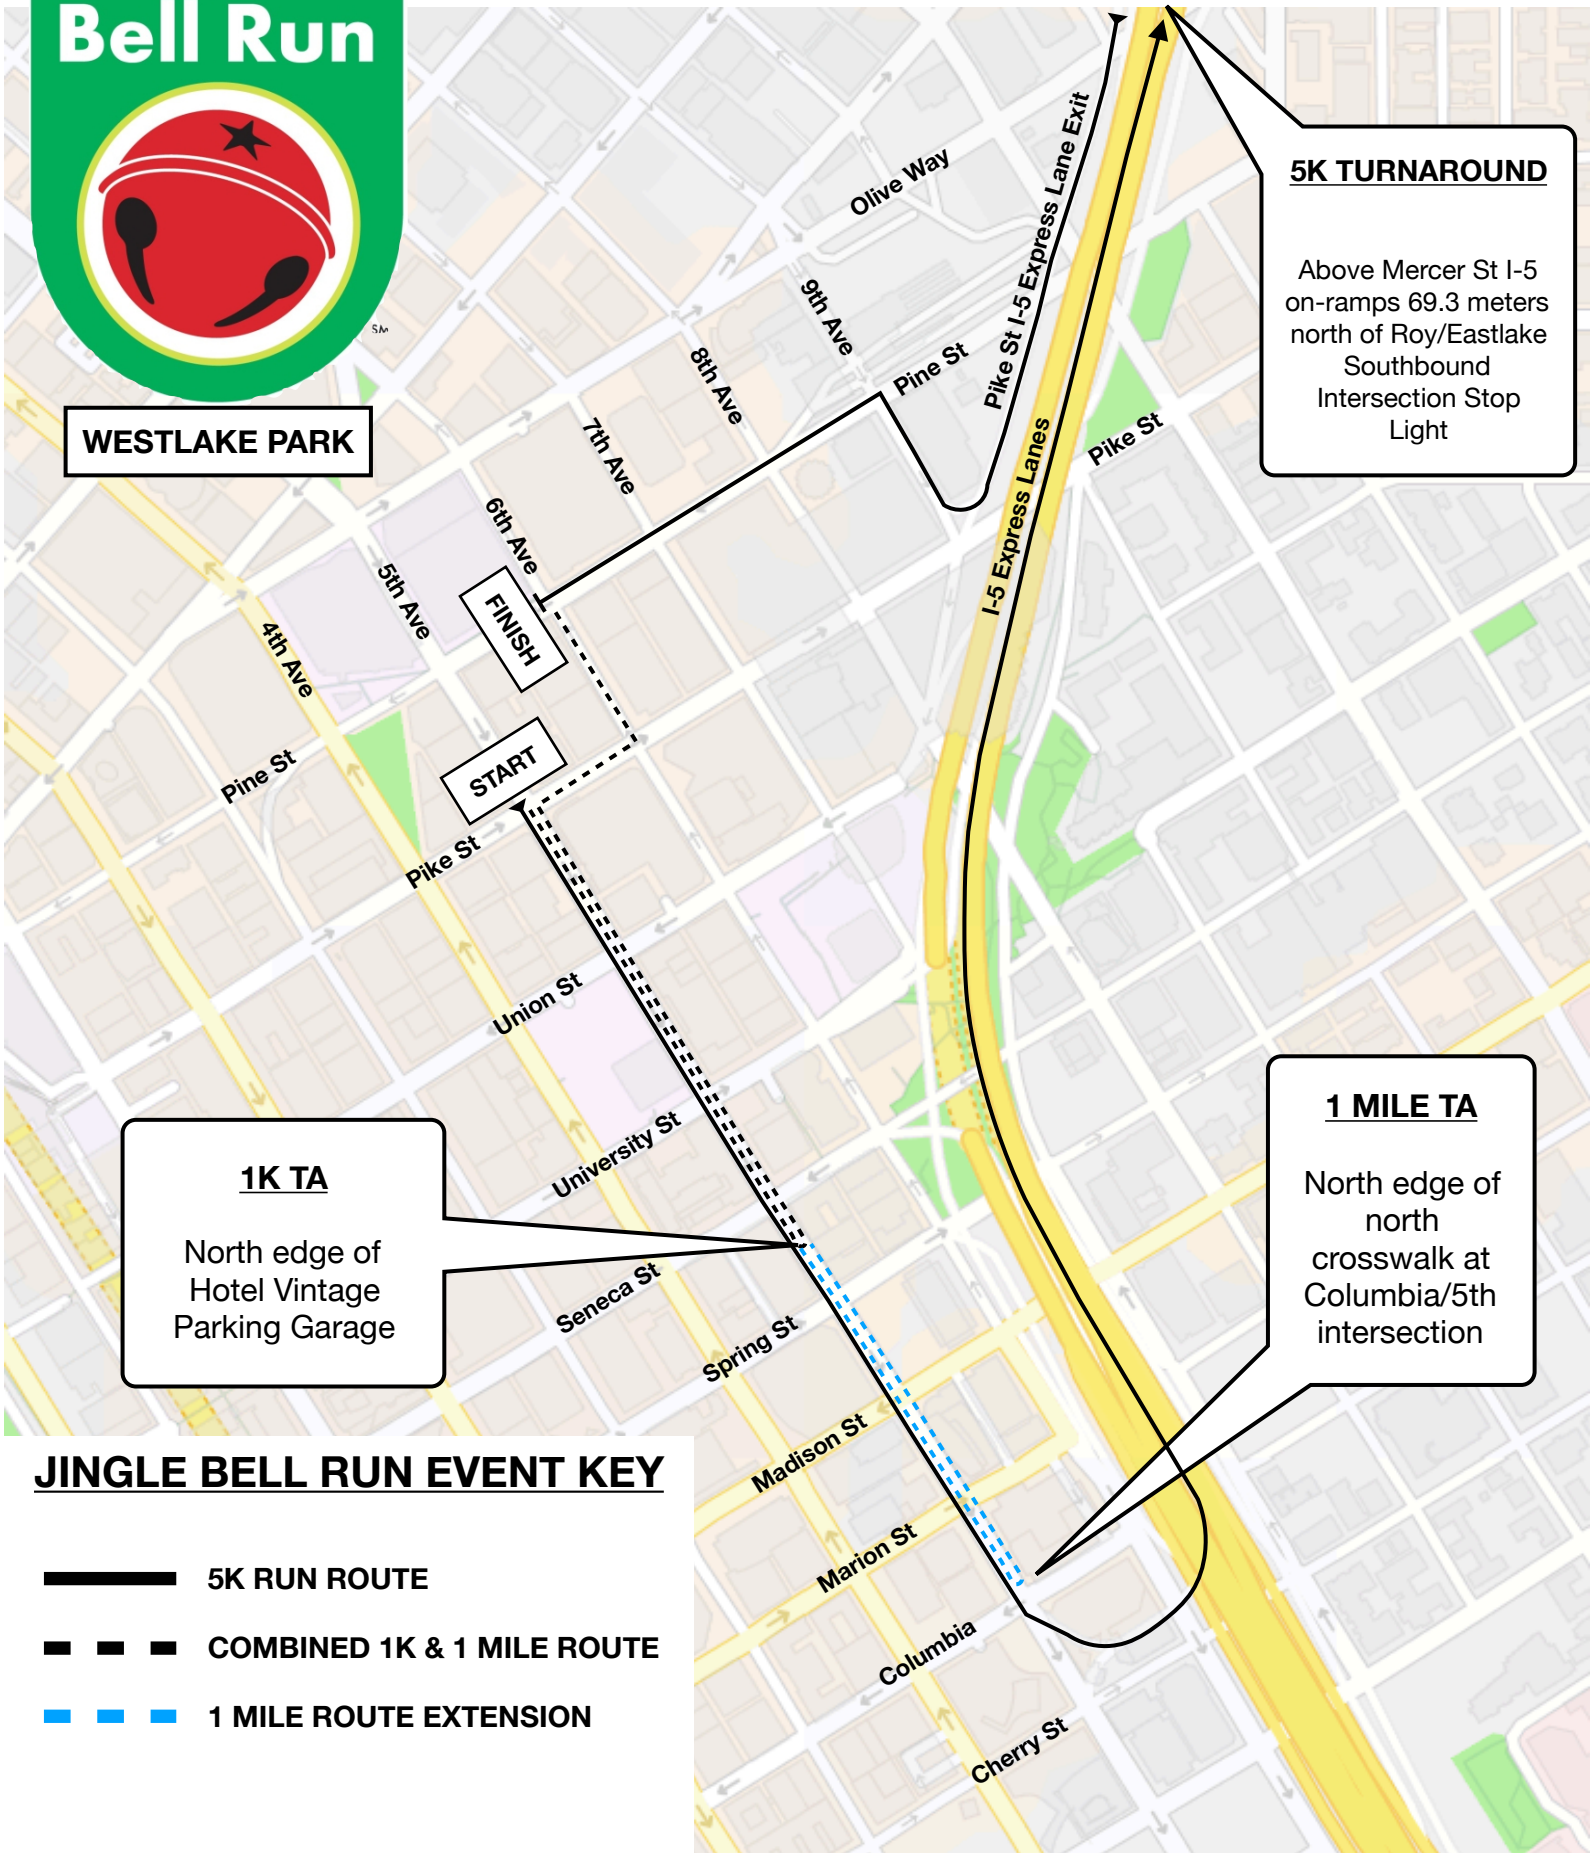 Bell Run
SM
WESTLAKE PARK
Olive Way
9th Ave
Pike St I-5 Express Lane Exit
5K TURNAROUND
Above Mercer St I-5
on-ramps 69.3 meters
north of Roy/Eastlake
Southbound
Intersection Stop
Light
8th Ave
Pine St
7th Ave
Pike St
6th Ave
I-5 Express Lanes
5th Ave
FINISH
4th Ave
START
Pine St
Pike St
Union St
University St
1K TA
North edge of
Hotel Vintage
Parking Garage
1 MILE TA
North edge of
north
crosswalk at
Columbia/5th
intersection
Seneca St
Spring St
Madison St
Marion St
Columbia
Cherry St
JINGLE BELL RUN EVENT KEY
5K RUN ROUTE
COMBINED 1K & 1 MILE ROUTE
1 MILE ROUTE EXTENSION